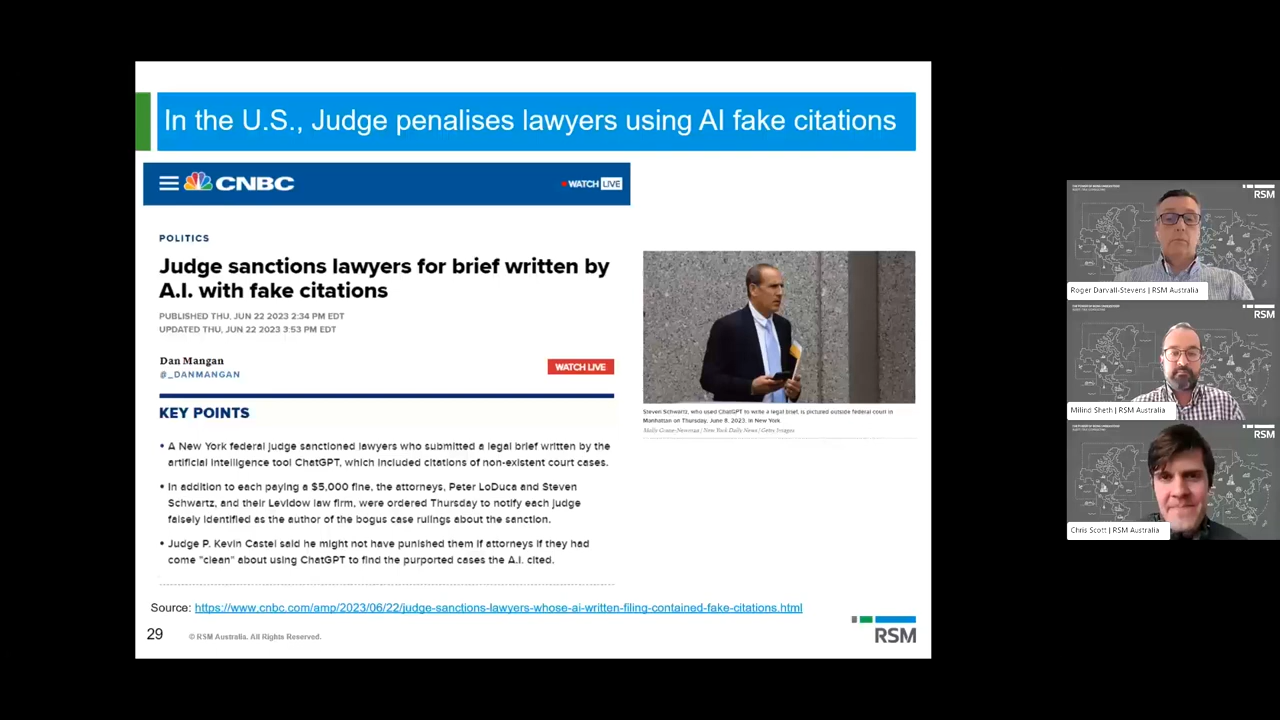 In the U.S., Judge penalises lawyers using AI fake citations
CNBC
WATCH LIVE
POLITICS
Judge sanctions lawyers for brief written by
A.I. with fake citations
PUBLISHED THU, JUN 22 2023 2:34 PM EDT
UPDATED THU, JUN 22 2023 3:53 PM EDT
Dan Mangan
@_DANMANGAN
WATCH LIVE
KEY POINTS
• A New York federal judge sanctioned lawyers who submitted a legal brief written by the
artificial intelligence tool ChatGPT, which included citations of non-existent court cases.
• In addition to each paying a $5,000 fine, the attorneys, Peter LoDuca and Steven
Schwartz, and their Levidow law firm, were ordered Thursday to notify each judge
falsely identified as the author of the bogus case rulings about the sanction.
• Judge P. Kevin Castel said he might not have punished them if attorneys if they had
come "clean" about using ChatGPT to find the purported cases the A.I. cited.
Steven Schwartz, who used ChatGPT to write a legal brief, is pictured outside federal court in
Manhattan on Thursday, June 8, 2023, in New York.
New York Daily News | Getty Images
Source: https://www.cnbc.com/amp/2023/06/22/judge-sanctions-lawyers-whose-ai-written-filing-contained-fake-citations.html
29
© RSM Australia. All Rights Reserved.
RSM
RSM
Roger Darvall-Stevens | RSM Australia
RSM
Milind Sheth | RSM Australia
RSM
Chris Scott | RSM Australia